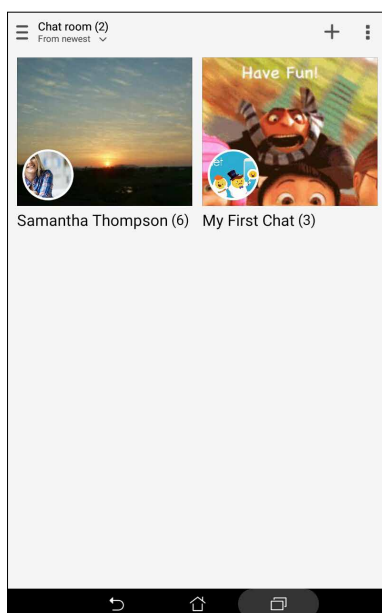 Chat room (2)
From newest
Have Fun!
Samantha Thompson (6)
My First Chat (3)